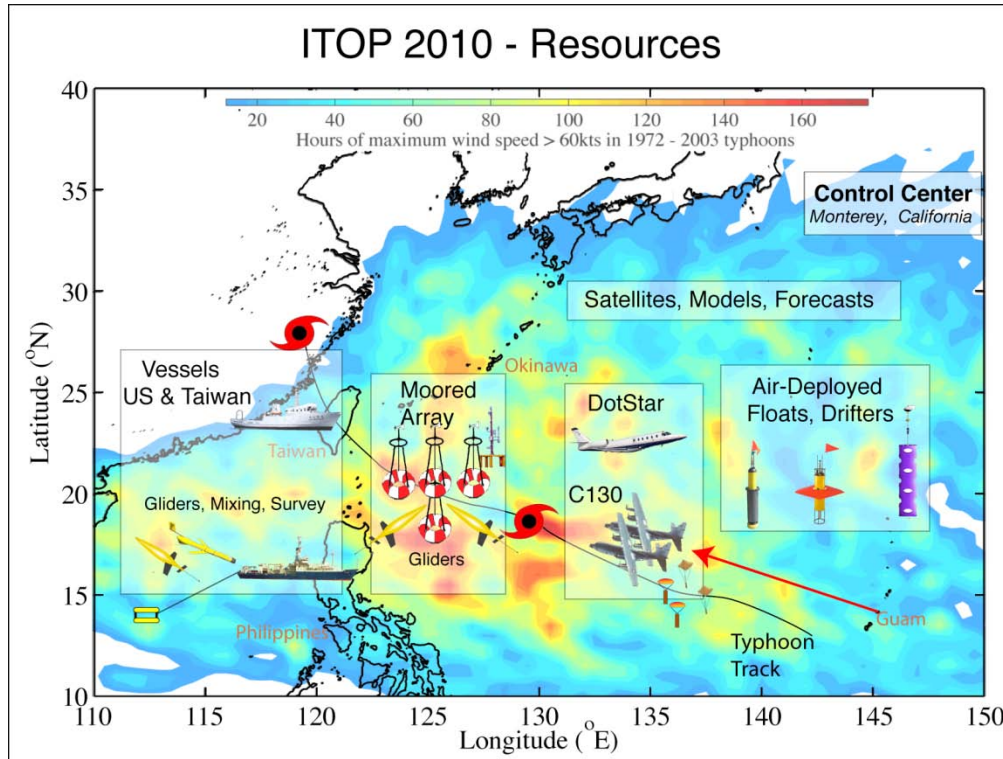 ITOP 2010 - Resources
40
35
30
25
20
15
10
Latitude (°N)
20 40 60 80 100 120 140 160
Hours of maximum wind speed > 60kts in 1972 - 2003 typhoons
Control Center
Monterey, California
Satellites, Models, Forecasts
Vessels
US & Taiwan
Taiwan
Gliders, Mixing, Survey
Philippines
Moored
Array
Gliders
Okinawa
DotStar
C130
Air-Deployed
Floats, Drifters
Guam
Typhoon
Track
110 115 120 125 130 135 140 145 150
Longitude (°E)